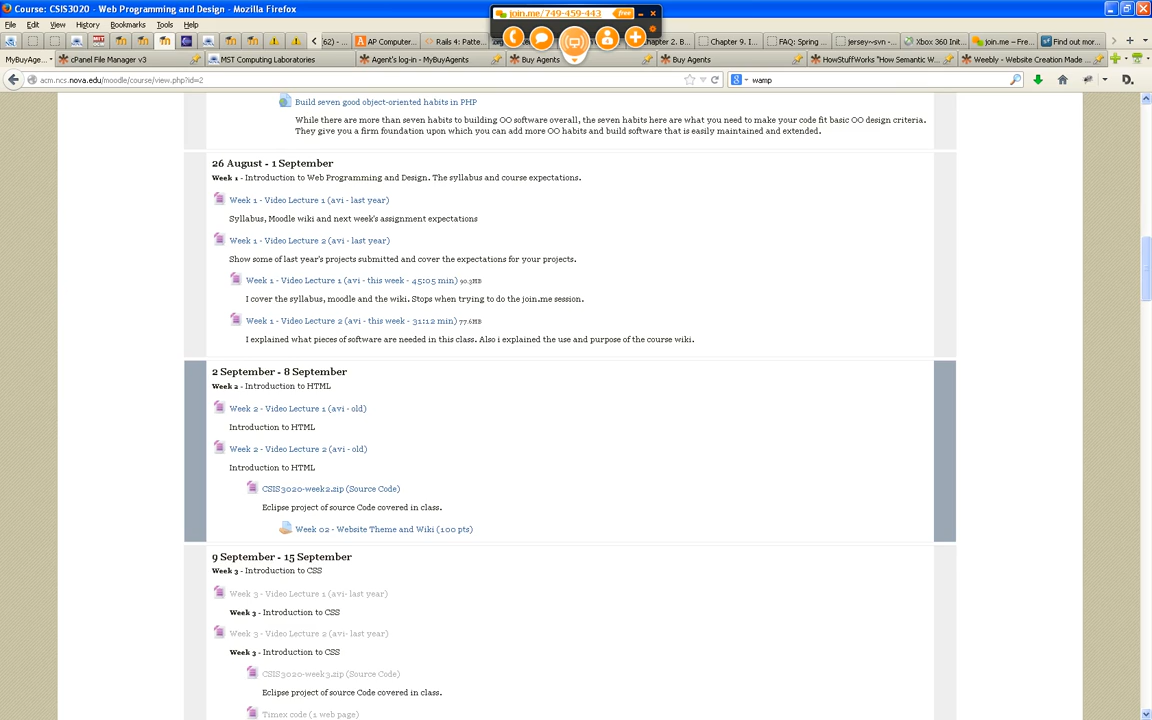 Course: CSIS3020 - Web Programming and Design - Mozilla Firefox
join.me/749-459-443 free
File Edit View History Bookmarks Tools Help
62) - ... AP Computer... Rails 4: Patte... Chapter 2. B... Chapter 9. I... FAQ: Spring ... jersey~svn - ... Xbox 360 Init... join.me – Fre... Find out mor...
MyBuyAge... cPanel File Manager v3 MST Computing Laboratories Agent's log-in - MyBuyAgents Buy Agents Buy Agents HowStuffWorks "How Semantic W... Weebly - Website Creation Made ...
acm.ncs.nova.edu/moodle/course/view.php?id=2 wamp
Build seven good object-oriented habits in PHP
While there are more than seven habits to building OO software overall, the seven habits here are what you need to make your code fit basic OO design criteria.
They give you a firm foundation upon which you can add more OO habits and build software that is easily maintained and extended.
26 August - 1 September
Week 1 - Introduction to Web Programming and Design. The syllabus and course expectations.
Week 1 - Video Lecture 1 (avi - last year)
Syllabus, Moodle wiki and next week's assignment expectations
Week 1 - Video Lecture 2 (avi - last year)
Show some of last year's projects submitted and cover the expectations for your projects.
Week 1 - Video Lecture 1 (avi - this week - 45:05 min) 90.3MB
I cover the syllabus, moodle and the wiki. Stops when trying to do the join.me session.
Week 1 - Video Lecture 2 (avi - this week - 31:12 min) 77.6MB
I explained what pieces of software are needed in this class. Also i explained the use and purpose of the course wiki.
2 September - 8 September
Week 2 - Introduction to HTML
Week 2 - Video Lecture 1 (avi - old)
Introduction to HTML
Week 2 - Video Lecture 2 (avi - old)
Introduction to HTML
CSIS3020-week2.zip (Source Code)
Eclipse project of source Code covered in class.
Week 02 - Website Theme and Wiki (100 pts)
9 September - 15 September
Week 3 - Introduction to CSS
Week 3 - Video Lecture 1 (avi- last year)
Week 3 - Introduction to CSS
Week 3 - Video Lecture 2 (avi- last year)
Week 3 - Introduction to CSS
CSIS3020-week3.zip (Source Code)
Eclipse project of source Code covered in class.
Timex code (1 web page)